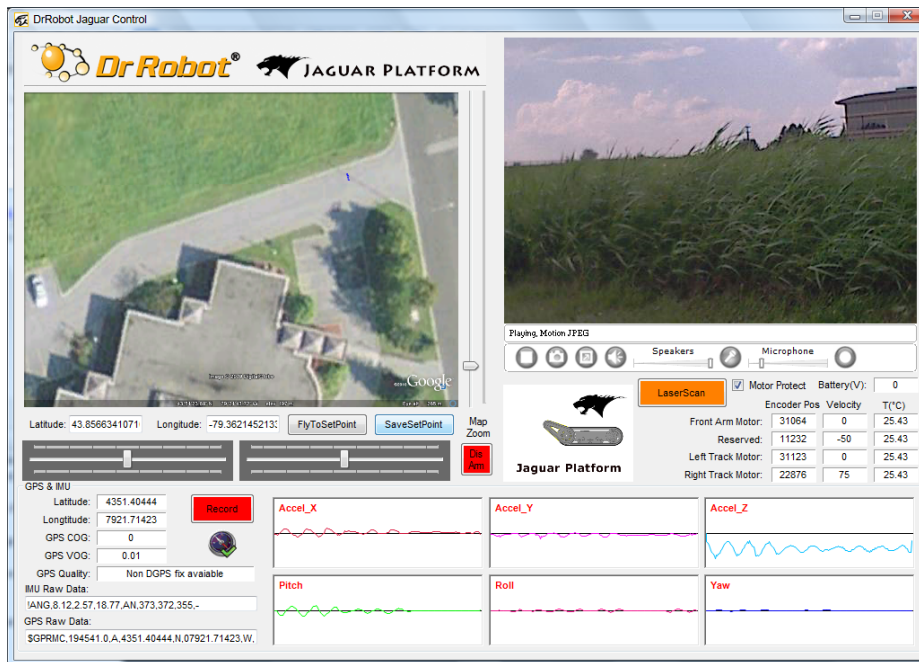 DrRobot Jaguar Control
Dr Robot®
JAGUAR PLATFORM
Google
Playing, Motion JPEG
Speakers
Microphone
Latitude: 43.8566341071
Longitude: -79.3621452133
FlyToSetPoint
SaveSetPoint
Map
Zoom
Dis
Arm
Jaguar Platform
LaserScan
Motor Protect
Battery(V): 0
Encoder Pos Velocity T(°C)
Front Arm Motor: 31064 0 25.43
Reserved: 11232 -50 25.43
Left Track Motor: 31123 0 25.43
Right Track Motor: 22876 75 25.43
GPS & IMU
Latitude: 4351.40444
Longtitude: 7921.71423
GPS COG: 0
GPS VOG: 0.01
GPS Quality: Non DGPS fix avaiable
IMU Raw Data:
!ANG,8.12,2.57,18.77,AN,373,372,355,-
GPS Raw Data:
$GPRMC,194541.0,A,4351.40444,N,07921.71423,W,
Record
Accel_X
Accel_Y
Accel_Z
Pitch
Roll
Yaw